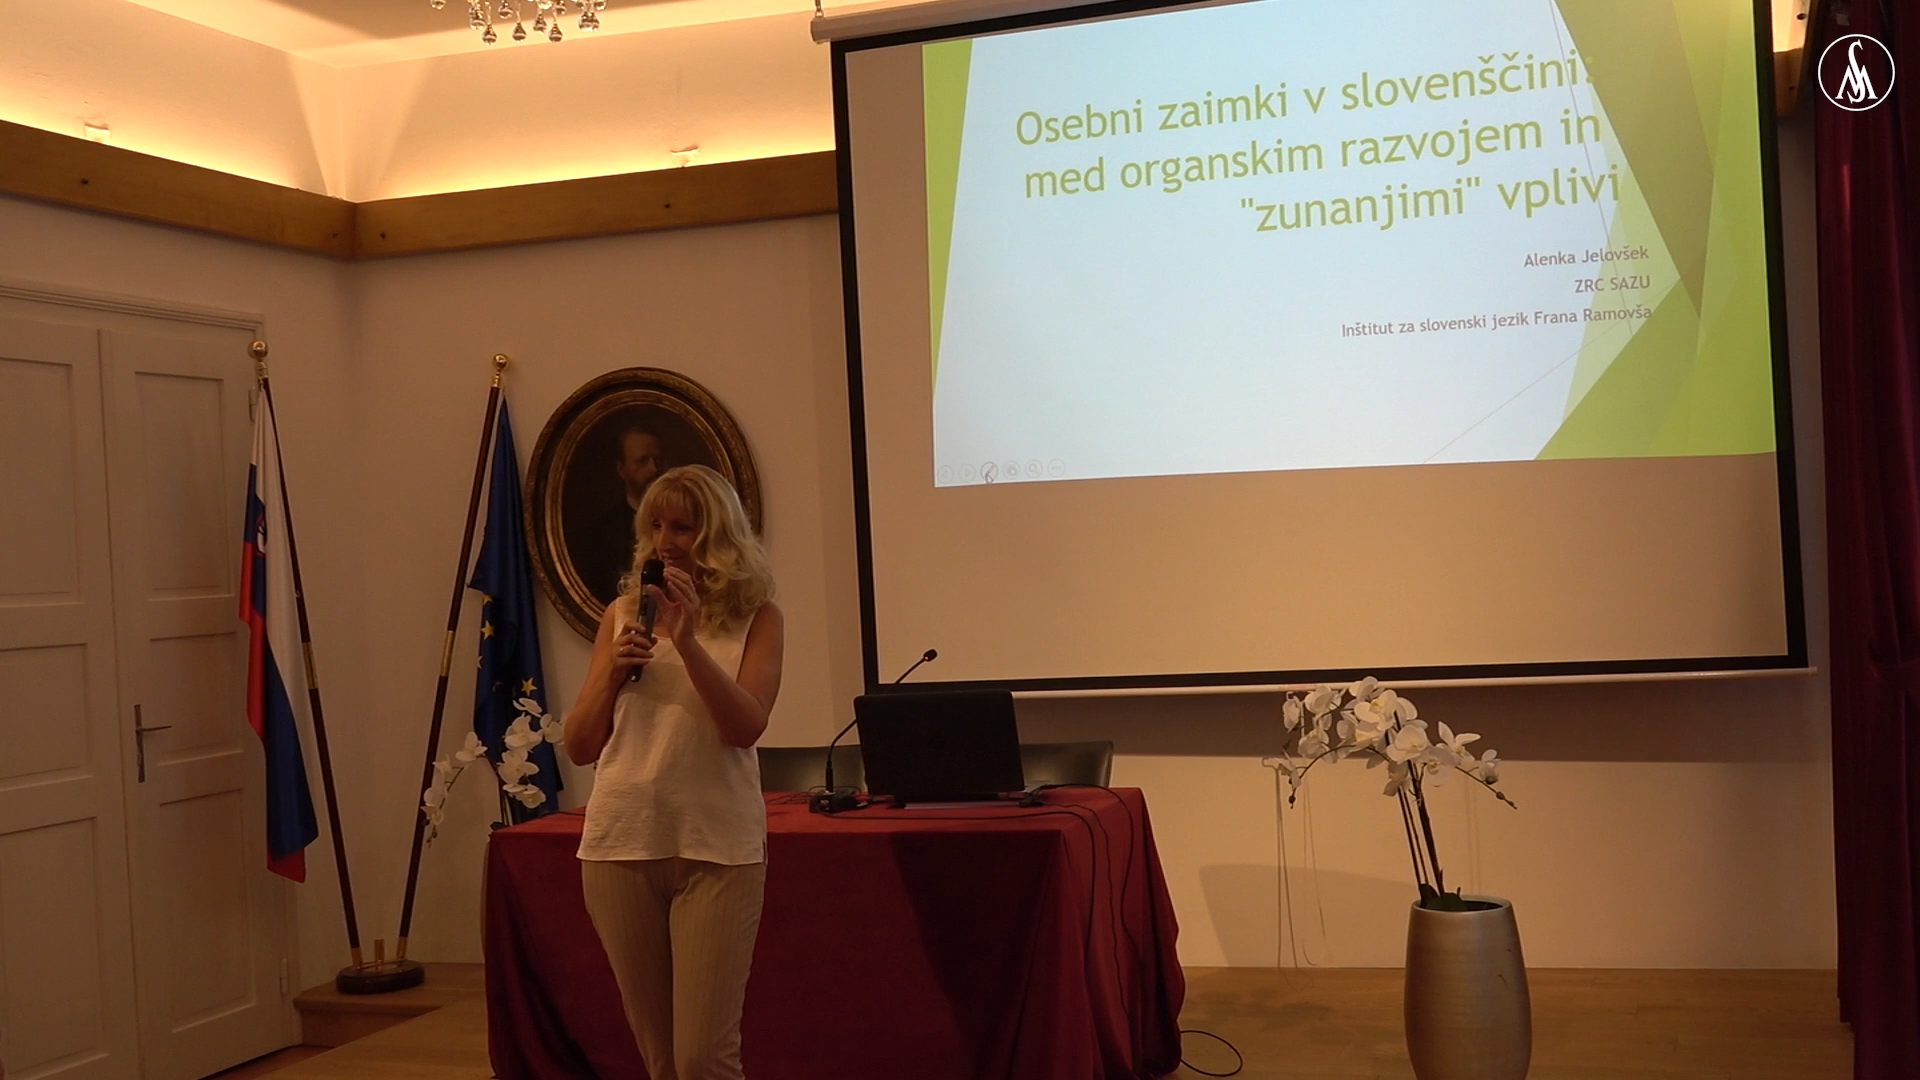 Osebni zaimki v slovenščini:
med organskim razvojem in
"zunanjimi" vplivi
Alenka Jelovšek
ZRC SAZU
Inštitut za slovenski jezik Frana Ramovša